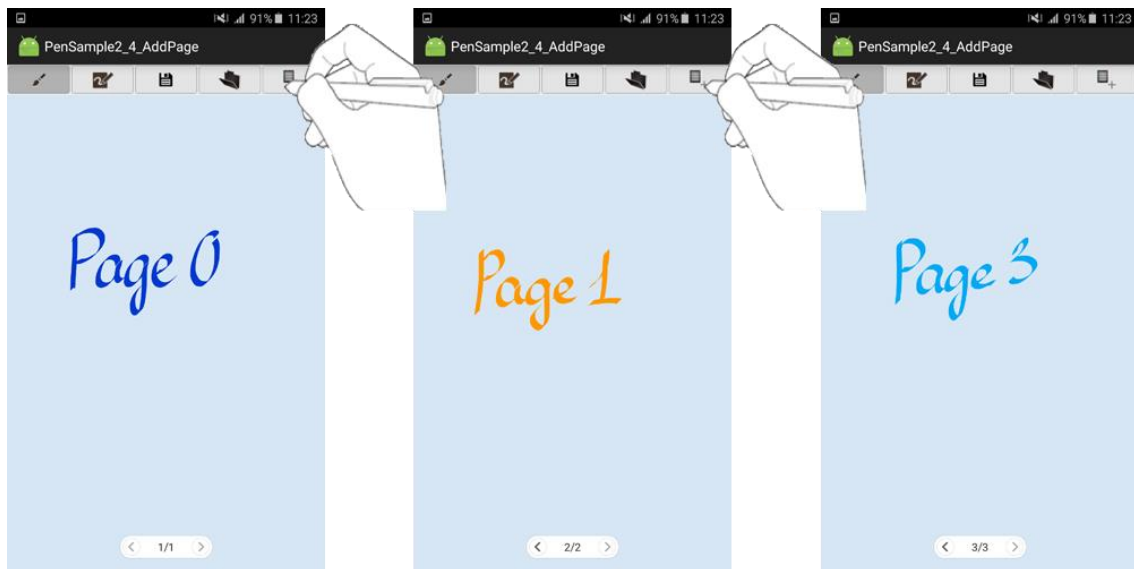 91% 11:23
PenSample2_4_AddPage
Page 0
1/1
91% 11:23
PenSample2_4_AddPage
Page 1
2/2
91% 11:23
PenSample2_4_AddPage
Page 3
3/3